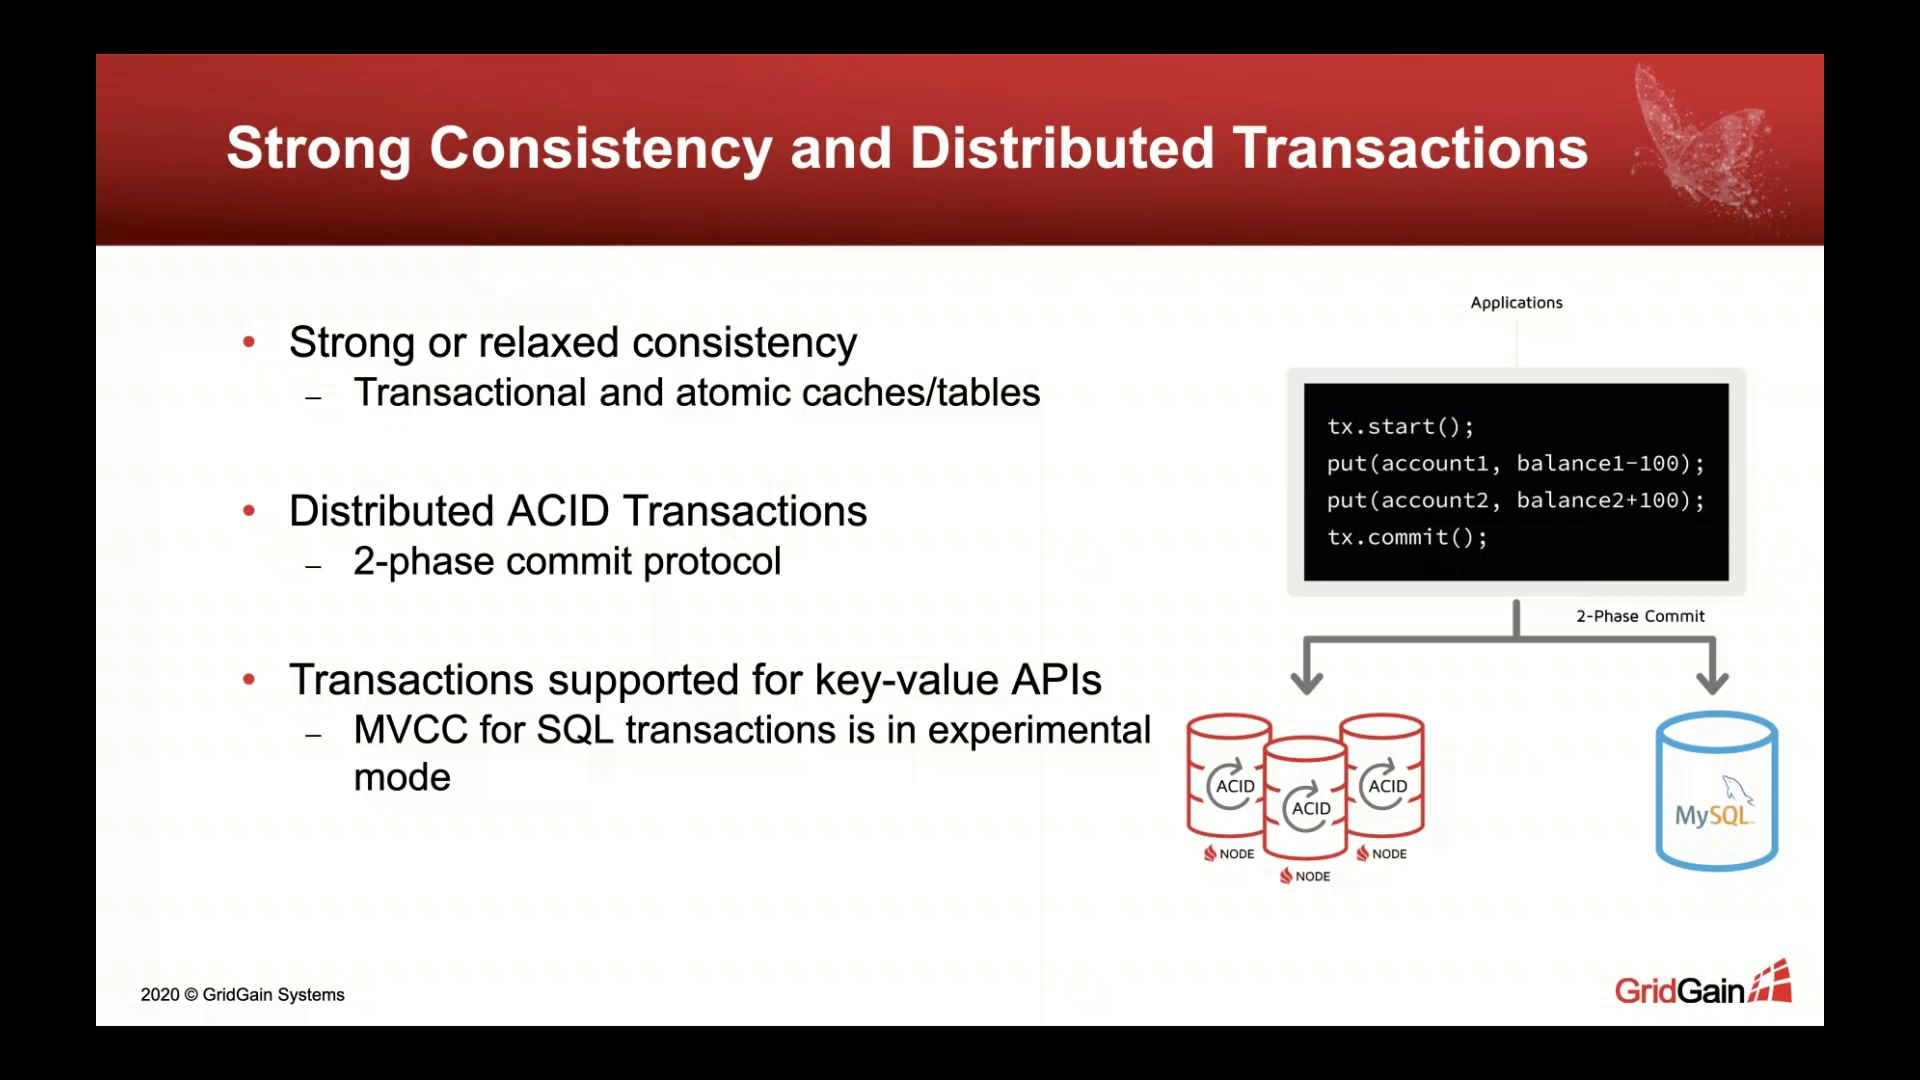 Strong Consistency and Distributed Transactions
• Strong or relaxed consistency
– Transactional and atomic caches/tables
• Distributed ACID Transactions
– 2-phase commit protocol
• Transactions supported for key-value APIs
– MVCC for SQL transactions is in experimental
mode
Applications
tx.start();
put(account1, balance1-100);
put(account2, balance2+100);
tx.commit();
2-Phase Commit
ACID
ACID
ACID
NODE
NODE
NODE
MySQL
2020 © GridGain Systems
GridGain